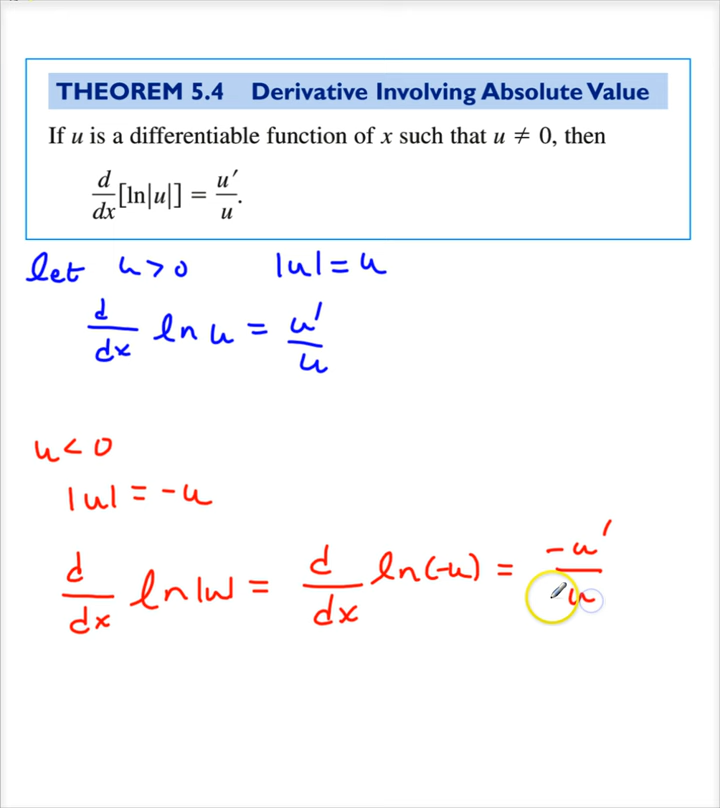 THEOREM 5.4 Derivative Involving Absolute Value
If u is a differentiable function of x such that u ≠ 0, then
d/dx [ln|u|] = u′/u.
let u > 0 |u| = u
d/dx ln u = u'/u
u < 0
|u| = -u
d/dx ln|u| = d/dx ln(-u) = -u'/u